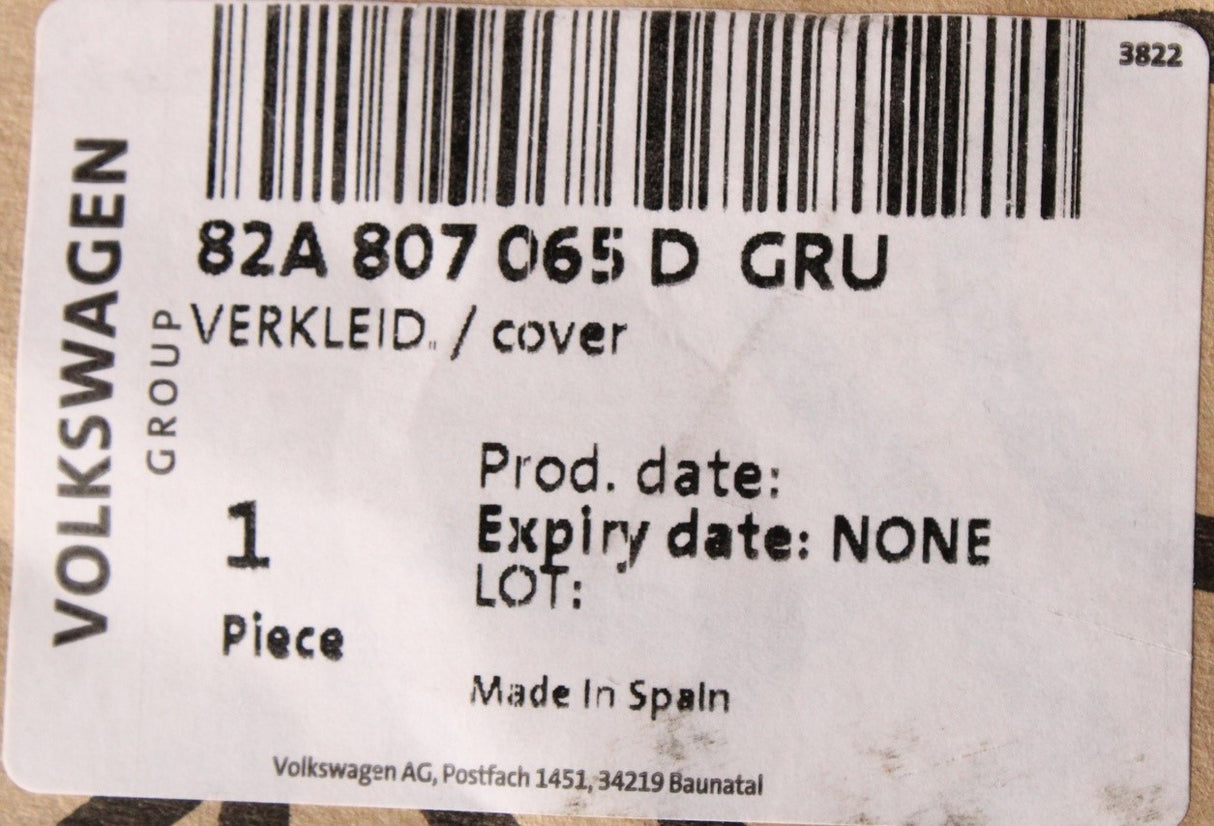 3822
82A 807 065 D GRU
VERKLEID. / cover
VOLKSWAGEN
GROUP
Prod. date:
Expiry date: NONE
LOT:
1
Piece
Made In Spain
Volkswagen AG, Postfach 1451, 34219 Baunatal